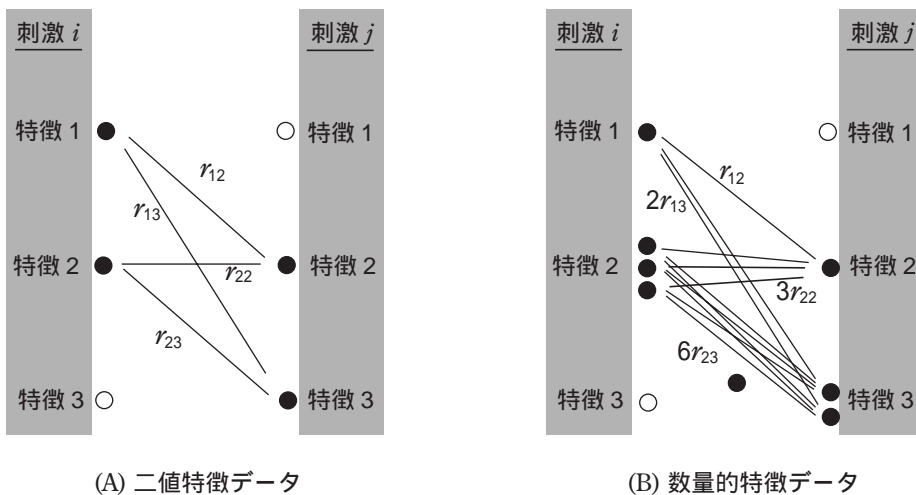 刺激 i
刺激 j
特徴 1
特徴 1
r12
r13
特徴 2
特徴 2
r22
r23
特徴 3
特徴 3
(A) 二値特徴データ
刺激 i
刺激 j
特徴 1
特徴 1
r12
2r13
特徴 2
特徴 2
3r22
6r23
特徴 3
特徴 3
(B) 数量的特徴データ